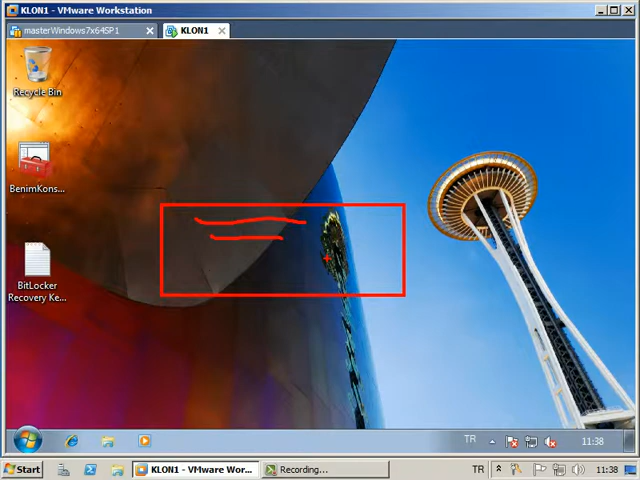 KLON1 - VMware Workstation
masterWindows7x64SP1
KLON1
Recycle Bin
BenimKons...
BitLocker
Recovery Ke...
TR
11:38
Start
KLON1 - VMware Wor...
Recording...
TR
11:38